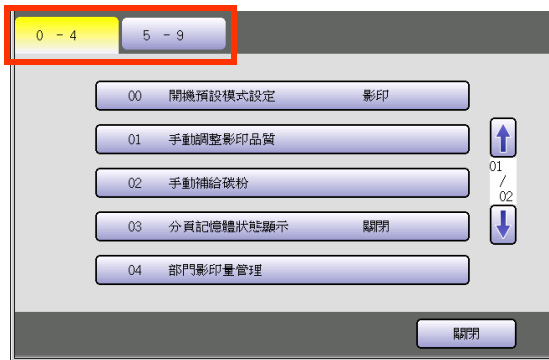 0 - 4 5 - 9
00 開機預設模式設定 影印
01 手動調整影印品質
02 手動補給碳粉
03 分頁記憶體狀態顯示 關閉
04 部門影印量管理
01
/
02
關閉